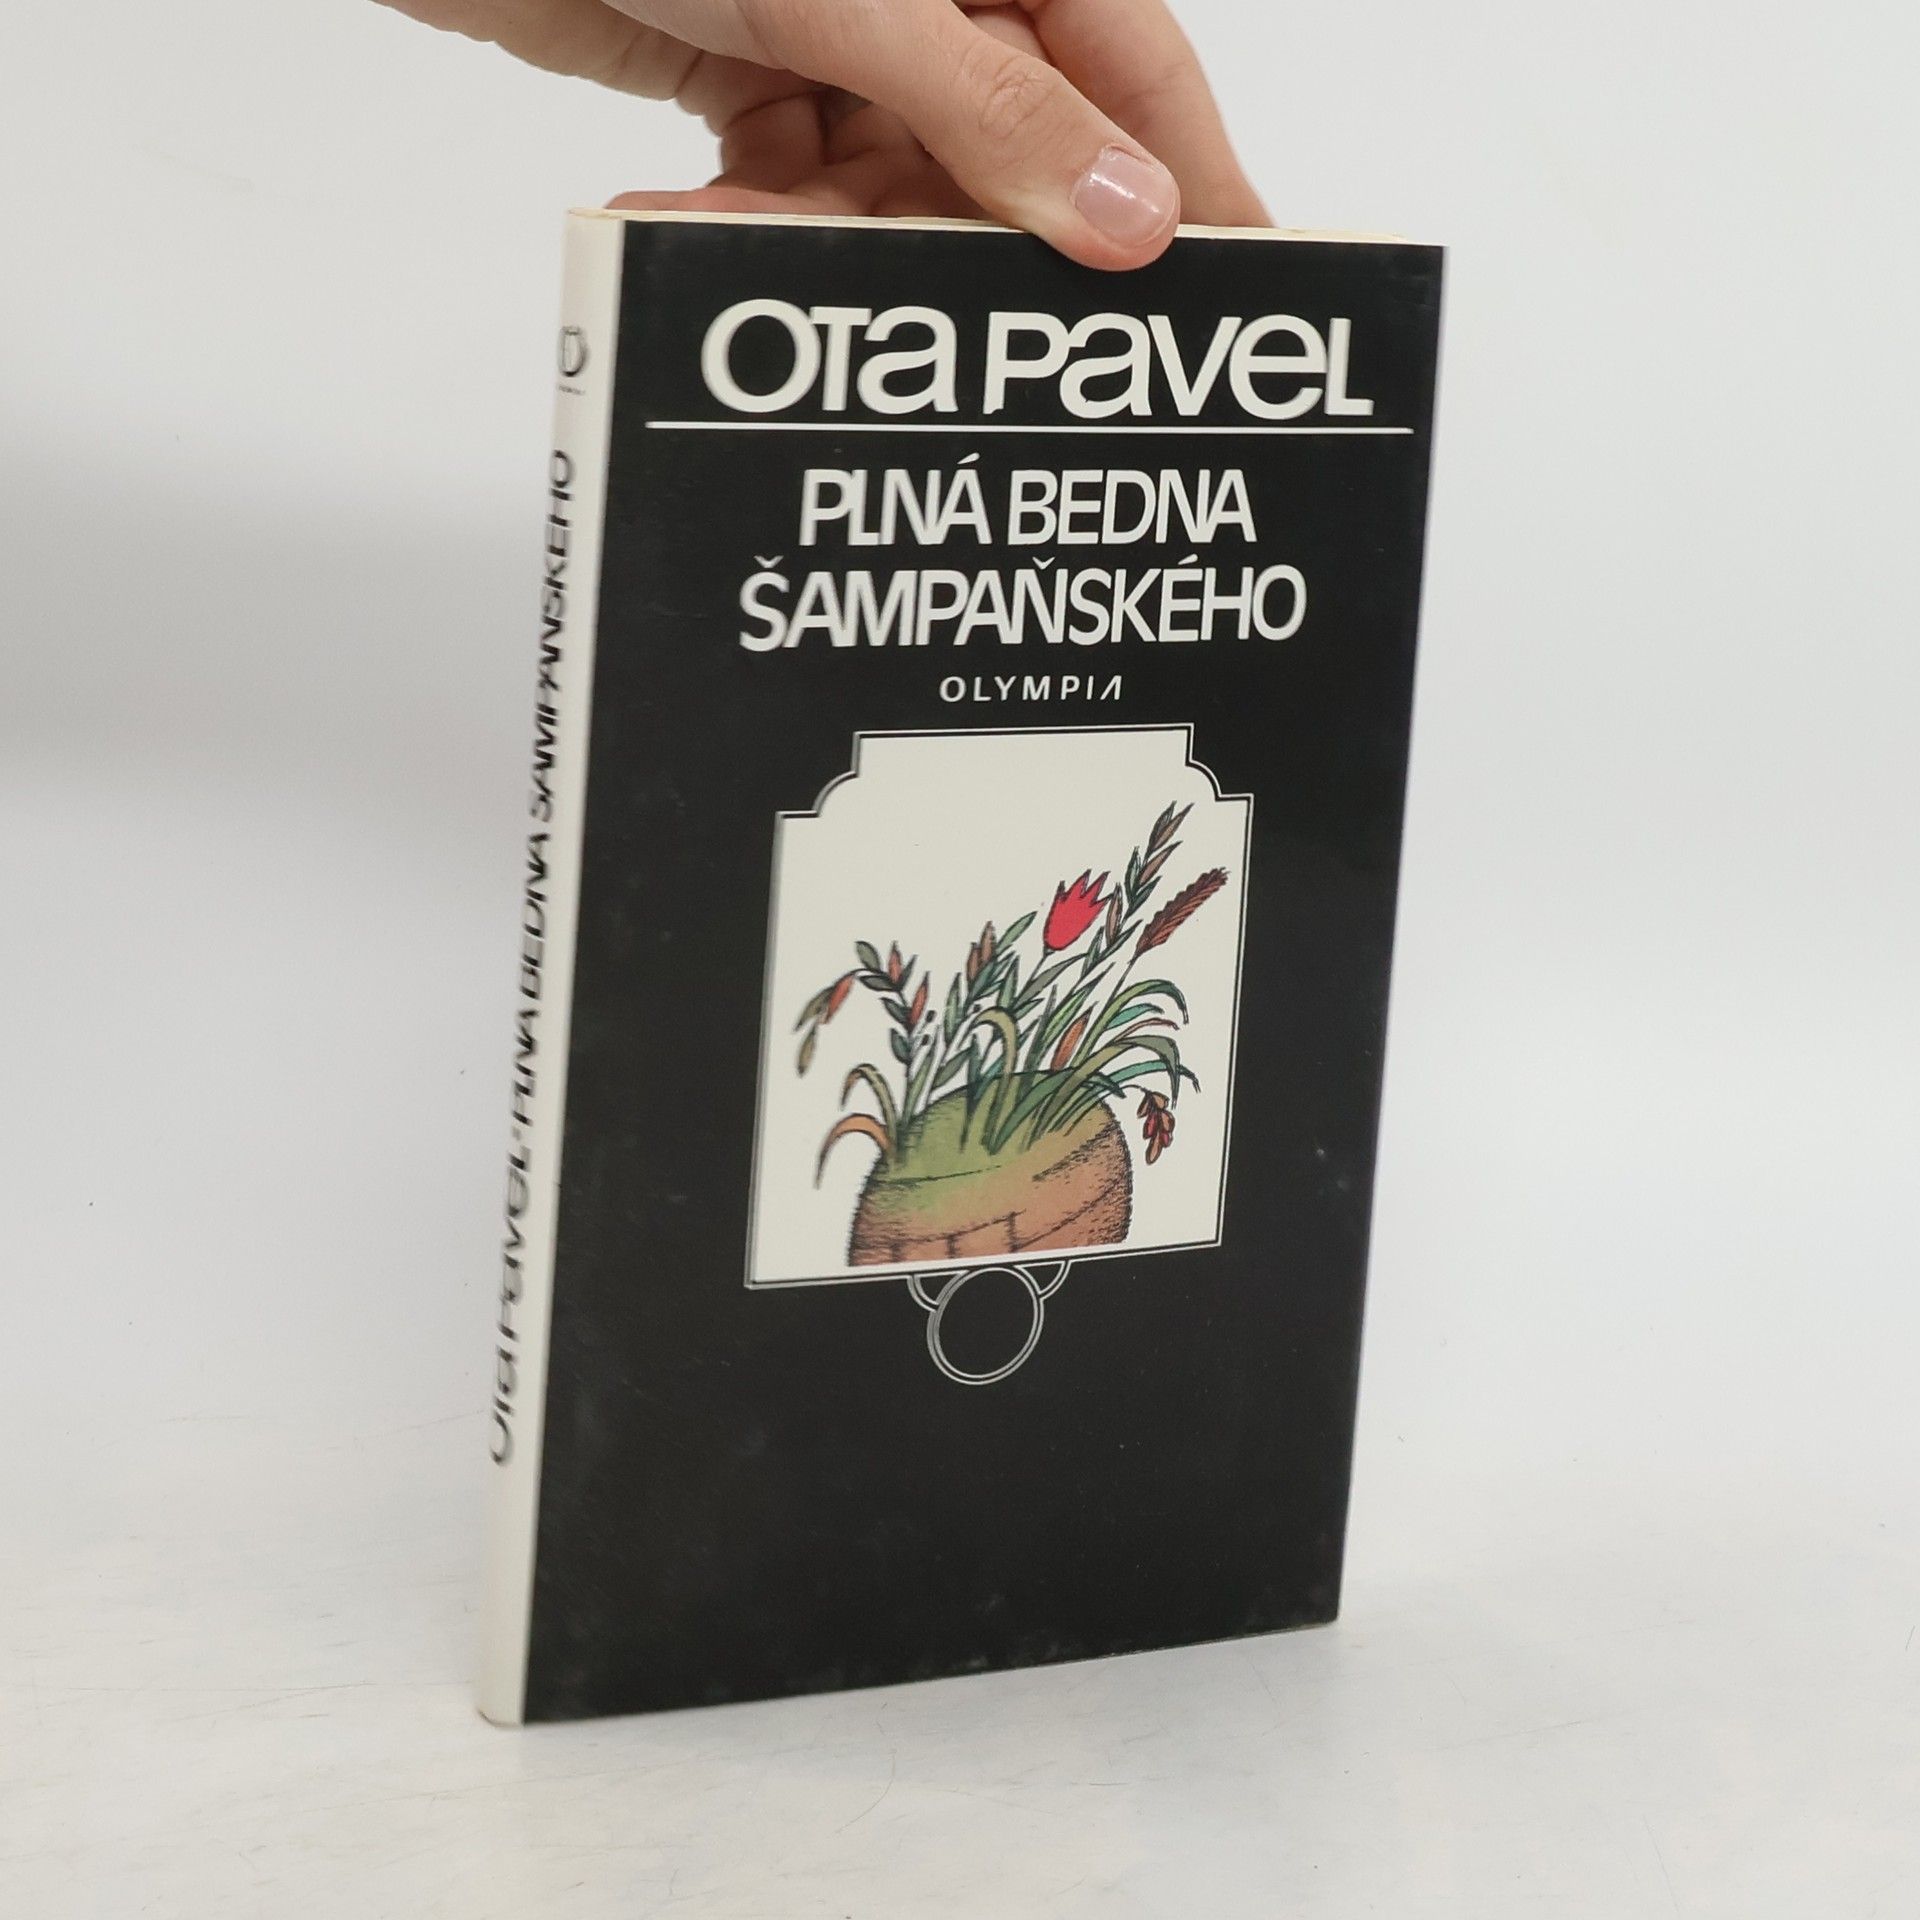 OTA PAVEL
PLNÁ BEDNA
ŠAMPAŇSKÉHO
OLYMPIA
OTA PAVEL: PLNÁ BEDNA ŠAMPAŇSKÉHO